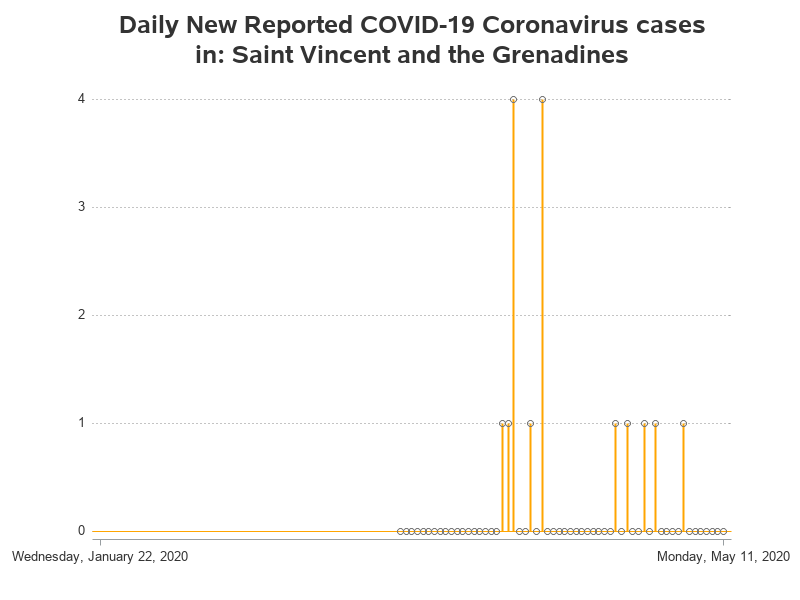 Daily New Reported COVID-19 Coronavirus cases
in: Saint Vincent and the Grenadines
4
3
2
1
0
Wednesday, January 22, 2020
Monday, May 11, 2020